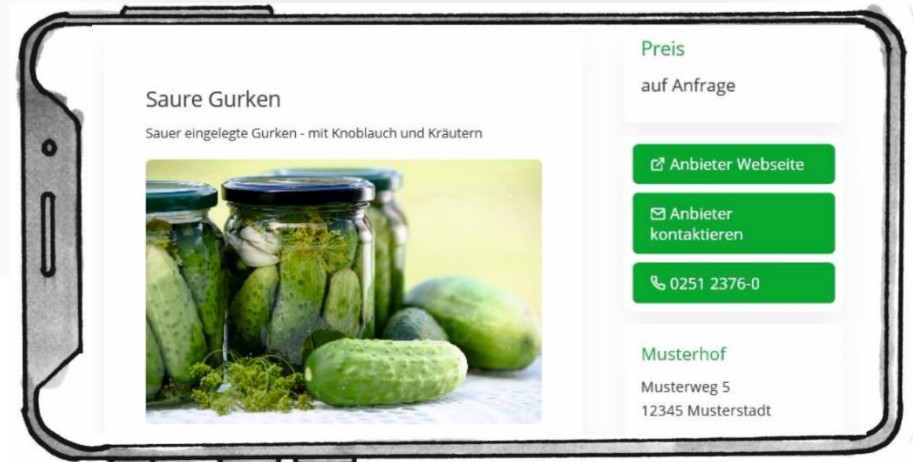 Saure Gurken
Sauer eingelegte Gurken - mit Knoblauch und Kräutern
Preis
auf Anfrage
Anbieter Webseite
Anbieter
kontaktieren
0251 2376-0
Musterhof
Musterweg 5
12345 Musterstadt